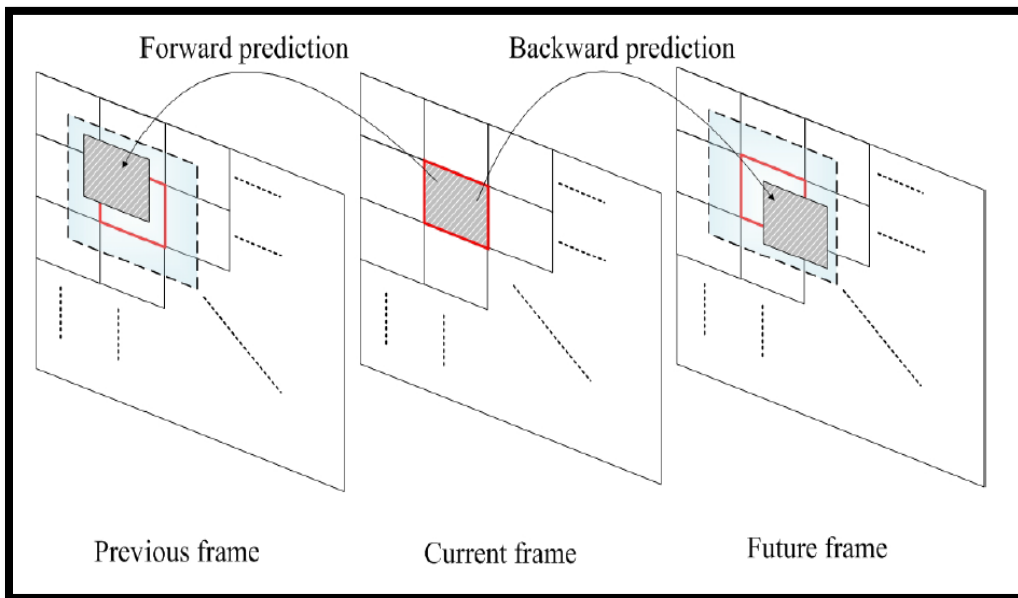 Forward prediction
Backward prediction
Previous frame
Current frame
Future frame